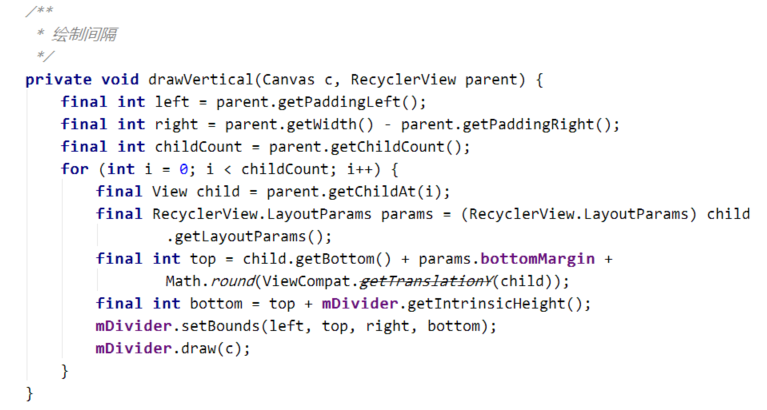 /**
 * 绘制间隔
 */
private void drawVertical(Canvas c, RecyclerView parent) {
    final int left = parent.getPaddingLeft();
    final int right = parent.getWidth() - parent.getPaddingRight();
    final int childCount = parent.getChildCount();
    for (int i = 0; i < childCount; i++) {
        final View child = parent.getChildAt(i);
        final RecyclerView.LayoutParams params = (RecyclerView.LayoutParams) child
                .getLayoutParams();
        final int top = child.getBottom() + params.bottomMargin +
                Math.round(ViewCompat.getTranslationY(child));
        final int bottom = top + mDivider.getIntrinsicHeight();
        mDivider.setBounds(left, top, right, bottom);
        mDivider.draw(c);
    }
}